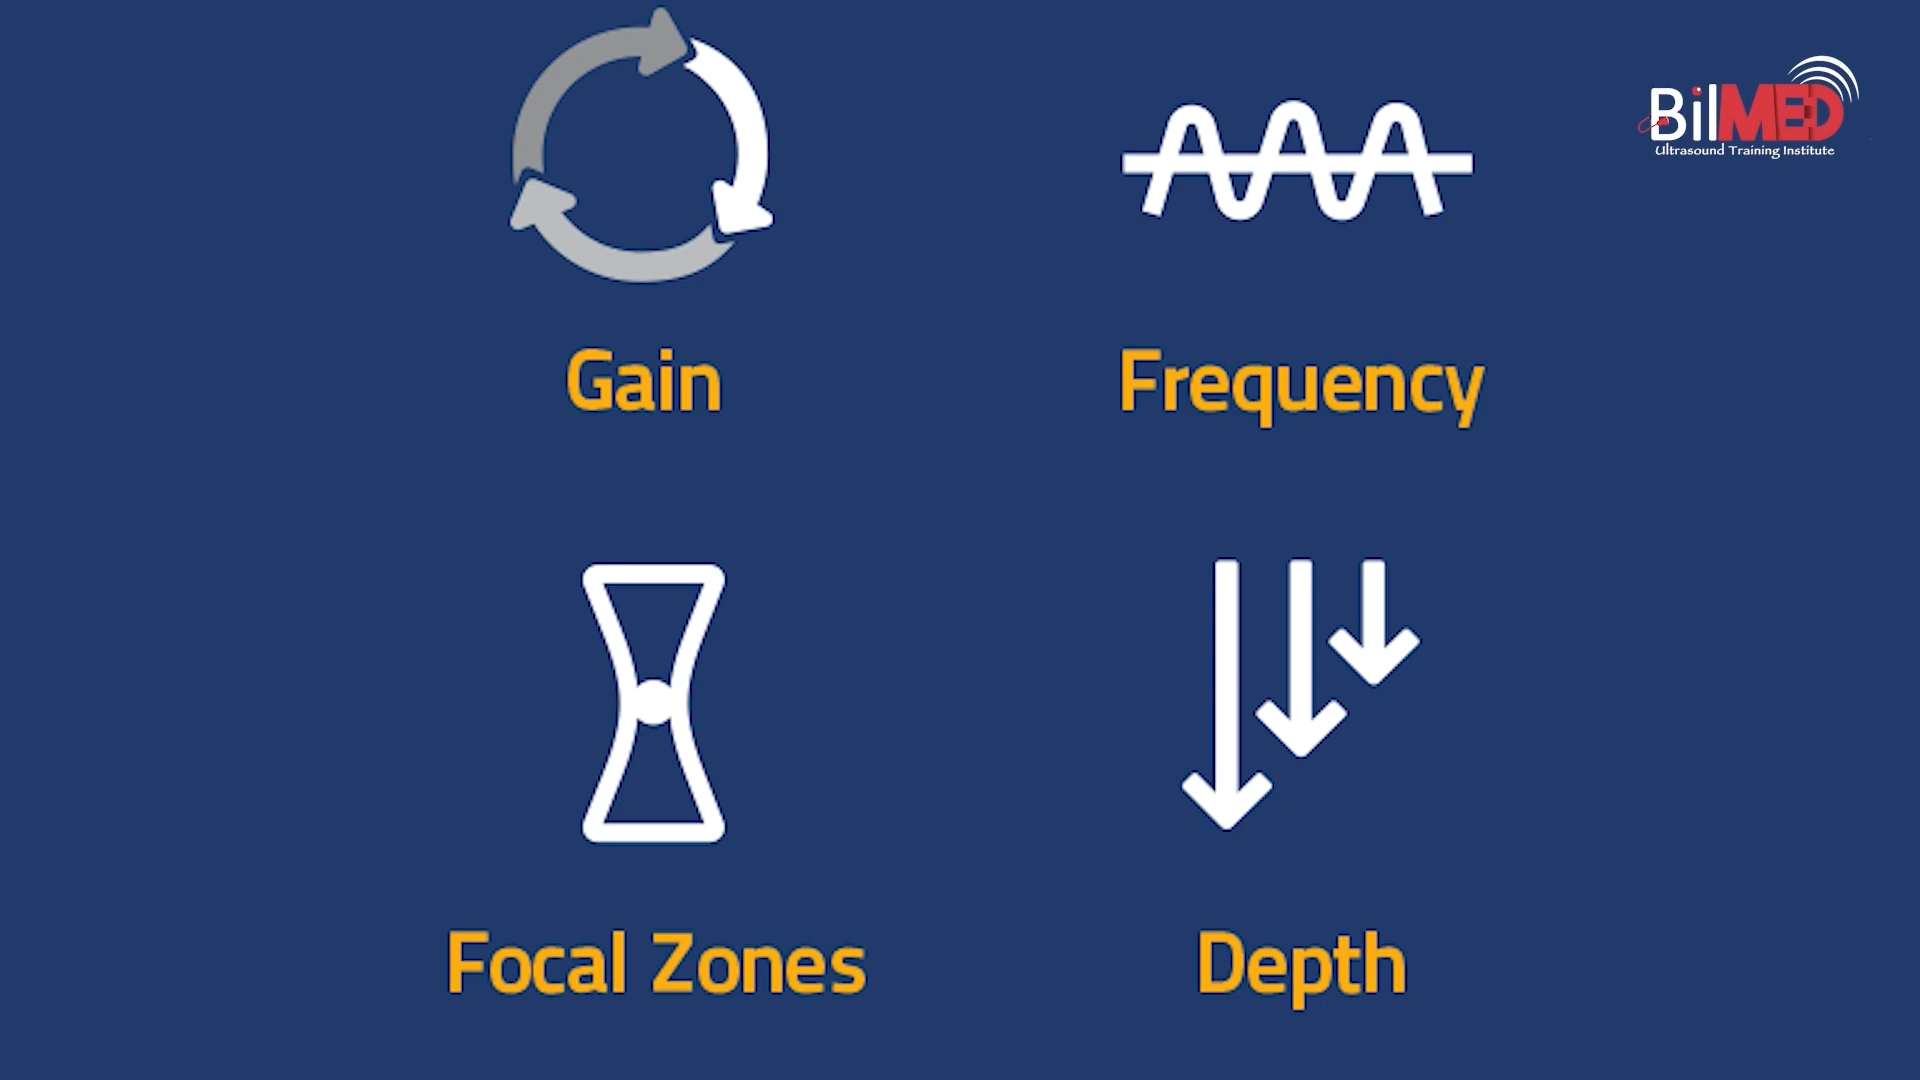 BilMED
Ultrasound Training Institute
Gain
Frequency
Focal Zones
Depth